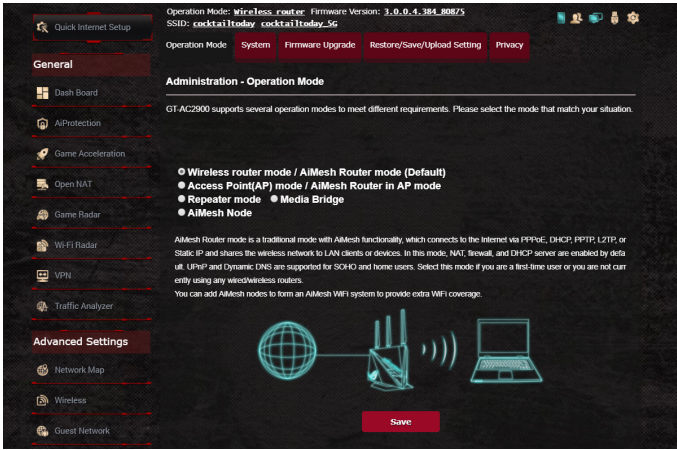 Operation Mode: Wireless router Firmware Version: 3.0.0.4.384_80875
SSID: cocktailtoday cocktailtoday_5G
Quick Internet Setup
Operation Mode System Firmware Upgrade Restore/Save/Upload Setting Privacy
General
Administration - Operation Mode
Dash Board
GT-AC2900 supports several operation modes to meet different requirements. Please select the mode that match your situation.
AiProtection
Game Acceleration
Wireless router mode / AiMesh Router mode (Default)
Access Point(AP) mode / AiMesh Router in AP mode
Open NAT
Repeater mode Media Bridge
AiMesh Node
Game Radar
AiMesh Router mode is a traditional mode with AiMesh functionality, which connects to the Internet via PPPoE, DHCP, PPTP, L2TP, or
Wi-Fi Radar
Static IP and shares the wireless network to LAN clients or devices. In this mode, NAT, firewall, and DHCP server are enabled by defa
ult. UPnP and Dynamic DNS are supported for SOHO and home users. Select this mode if you are a first-time user or you are not curr
VPN
ently using any wired/wireless routers.
You can add AiMesh nodes to form an AiMesh WiFi system to provide extra WiFi coverage.
Traffic Analyzer
Advanced Settings
Network Map
Wireless
Save
Guest Network